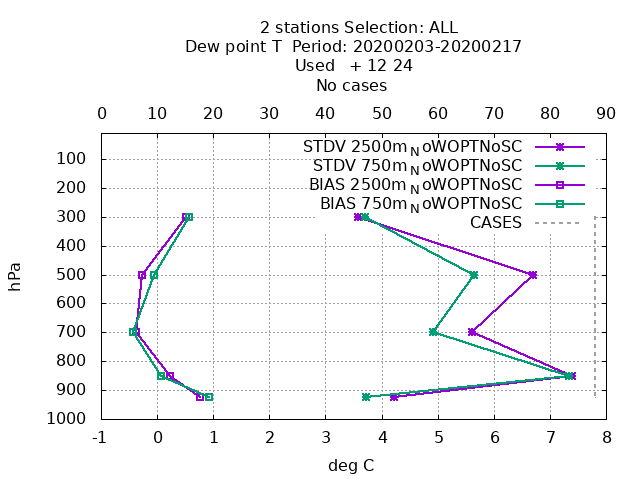 2 stations Selection: ALL
Dew point T  Period: 20200203-20200217
Used   + 12 24
No cases
0 10 20 30 40 50 60 70 80 90
STDV 2500m_NoWOPTNoSC
STDV 750m_NoWOPTNoSC
BIAS 2500m_NoWOPTNoSC
BIAS 750m_NoWOPTNoSC
CASES
hPa
100
200
300
400
500
600
700
800
900
1000
-1 0 1 2 3 4 5 6 7 8
deg C